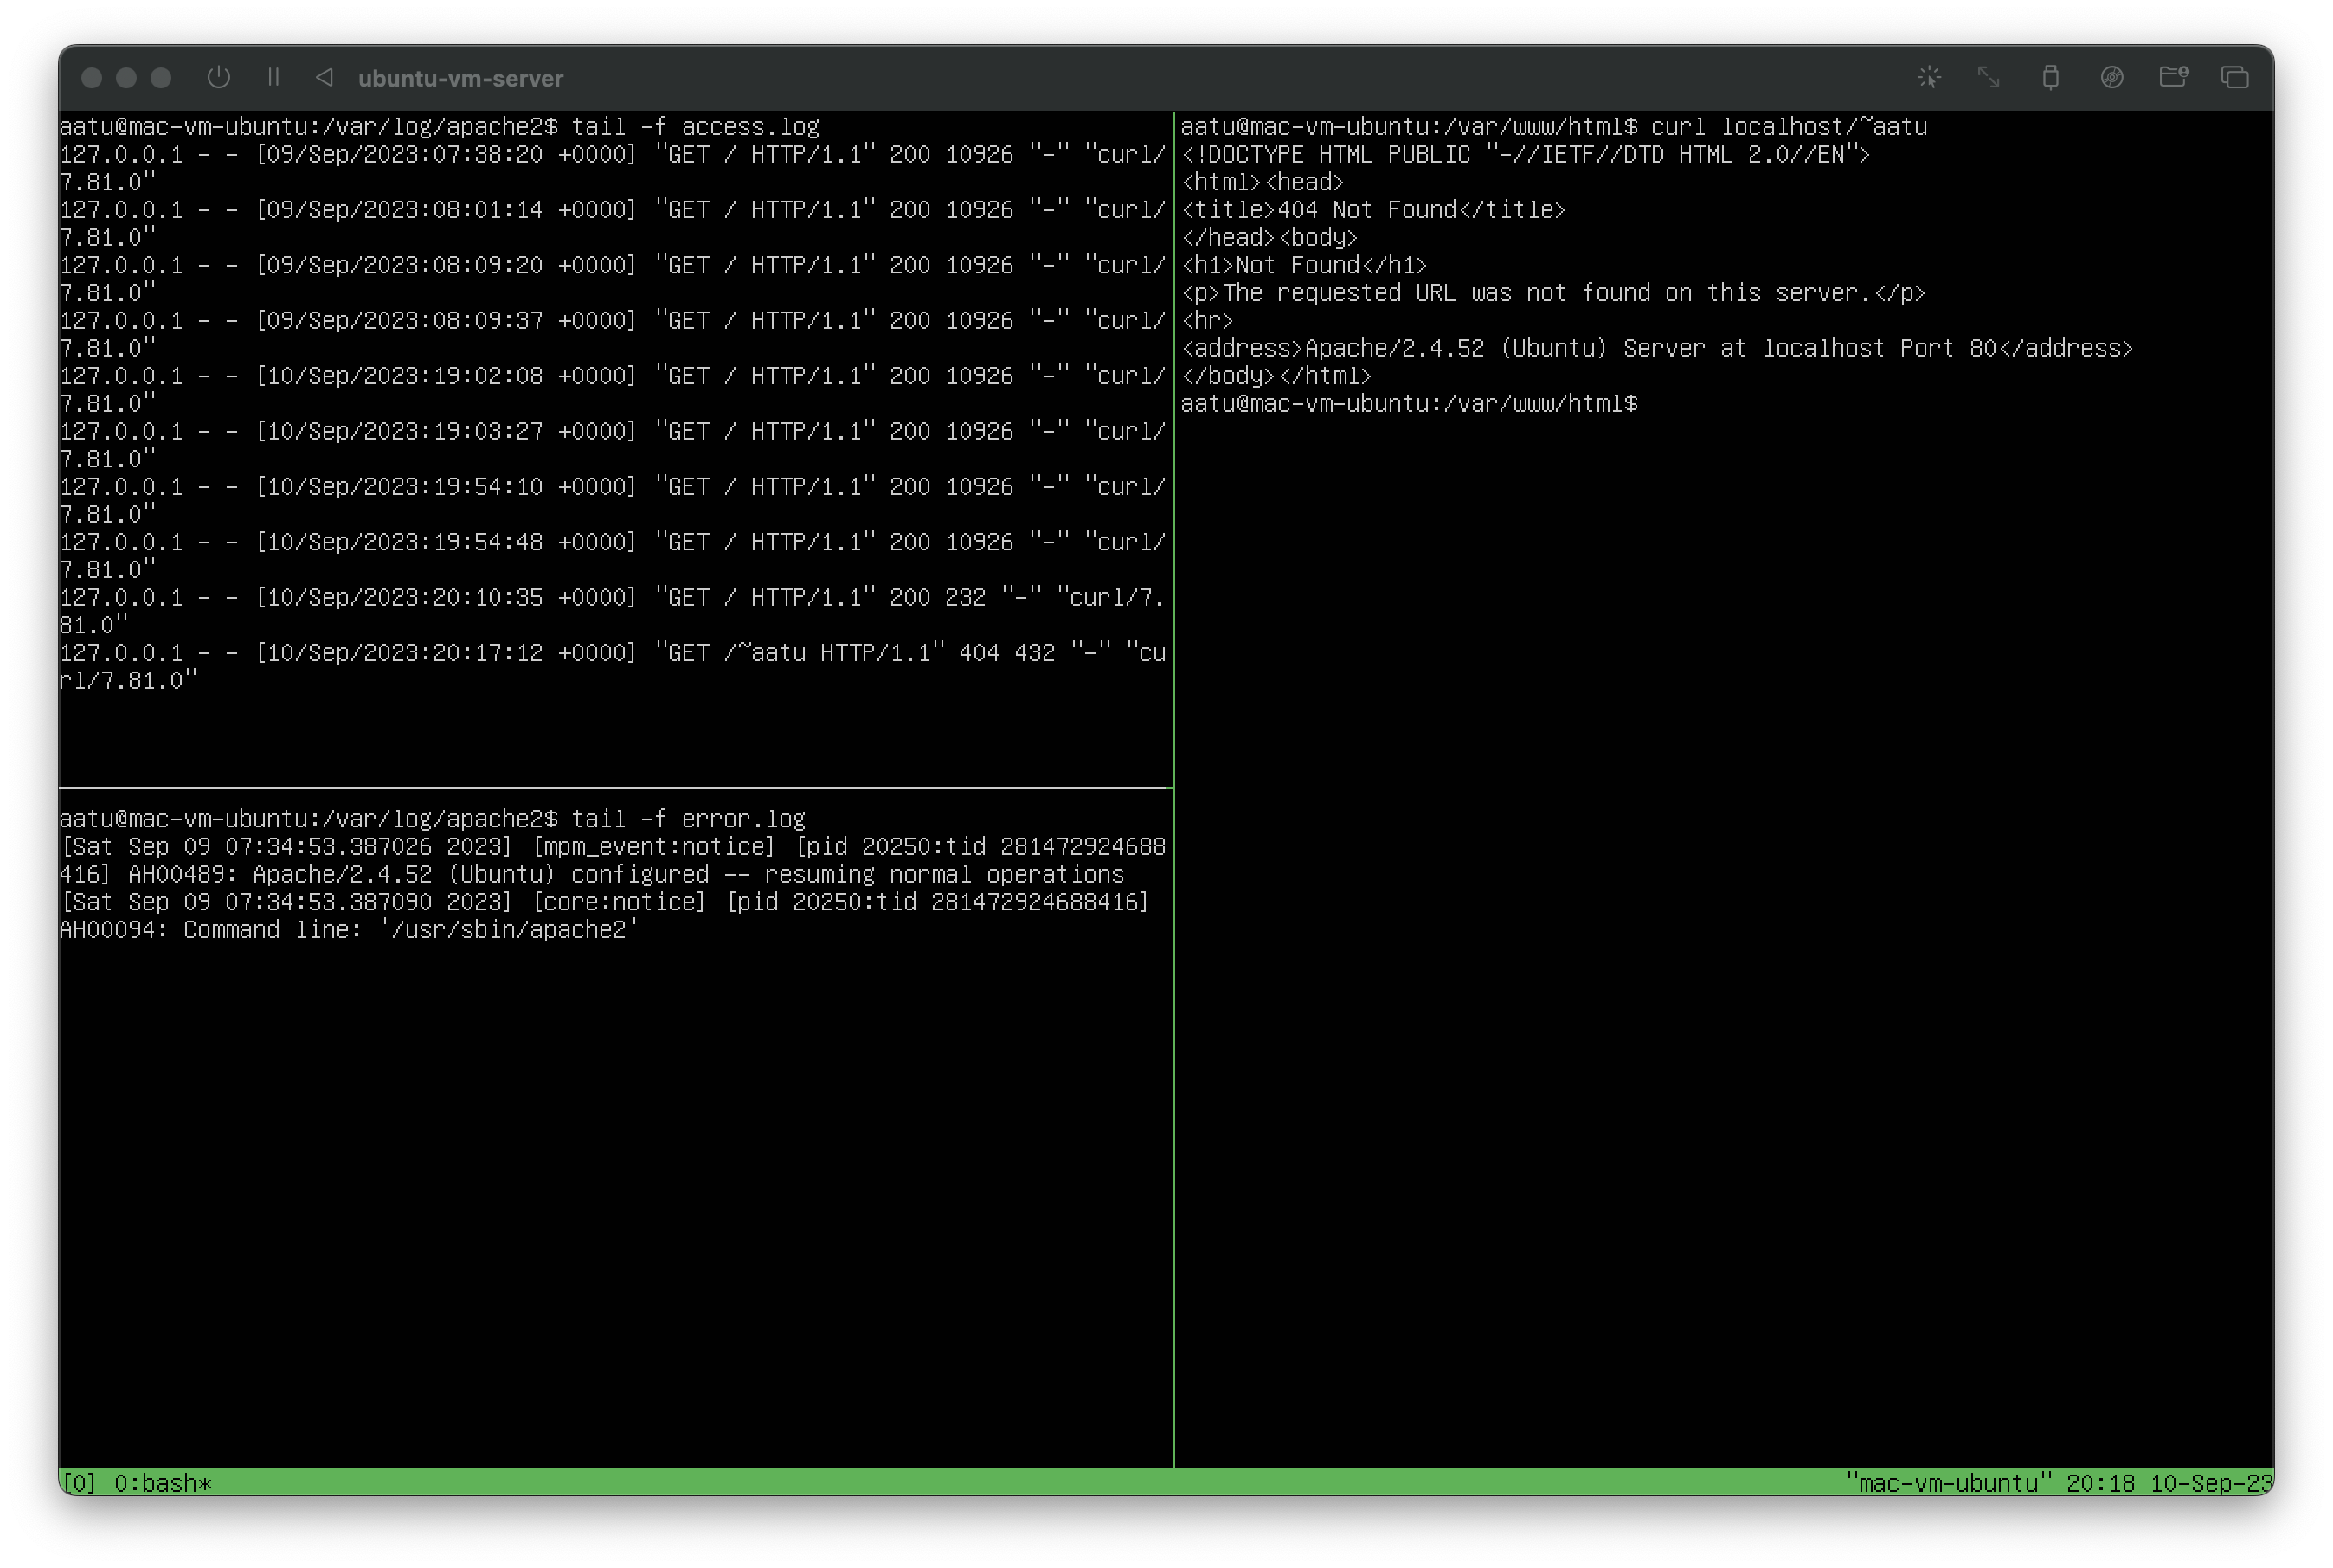 ubuntu-vm-server
aatu@mac-vm-ubuntu:/var/log/apache2$ tail -f access.log
127.0.0.1 - - [09/Sep/2023:07:38:20 +0000] "GET / HTTP/1.1" 200 10926 "-" "curl/
7.81.0"
127.0.0.1 - - [09/Sep/2023:08:01:14 +0000] "GET / HTTP/1.1" 200 10926 "-" "curl/
7.81.0"
127.0.0.1 - - [09/Sep/2023:08:09:20 +0000] "GET / HTTP/1.1" 200 10926 "-" "curl/
7.81.0"
127.0.0.1 - - [09/Sep/2023:08:09:37 +0000] "GET / HTTP/1.1" 200 10926 "-" "curl/
7.81.0"
127.0.0.1 - - [10/Sep/2023:19:02:08 +0000] "GET / HTTP/1.1" 200 10926 "-" "curl/
7.81.0"
127.0.0.1 - - [10/Sep/2023:19:03:27 +0000] "GET / HTTP/1.1" 200 10926 "-" "curl/
7.81.0"
127.0.0.1 - - [10/Sep/2023:19:54:10 +0000] "GET / HTTP/1.1" 200 10926 "-" "curl/
7.81.0"
127.0.0.1 - - [10/Sep/2023:19:54:48 +0000] "GET / HTTP/1.1" 200 10926 "-" "curl/
7.81.0"
127.0.0.1 - - [10/Sep/2023:20:10:35 +0000] "GET / HTTP/1.1" 200 232 "-" "curl/7.
81.0"
127.0.0.1 - - [10/Sep/2023:20:17:12 +0000] "GET /~aatu HTTP/1.1" 404 432 "-" "cu
rl/7.81.0"
aatu@mac-vm-ubuntu:/var/log/apache2$ tail -f error.log
[Sat Sep 09 07:34:53.387026 2023] [mpm_event:notice] [pid 20250:tid 281472924688
416] AH00489: Apache/2.4.52 (Ubuntu) configured -- resuming normal operations
[Sat Sep 09 07:34:53.387090 2023] [core:notice] [pid 20250:tid 281472924688416]
AH00094: Command line: '/usr/sbin/apache2'
aatu@mac-vm-ubuntu:/var/www/html$ curl localhost/~aatu
<!DOCTYPE HTML PUBLIC "-//IETF//DTD HTML 2.0//EN">
<html><head>
<title>404 Not Found</title>
</head><body>
<h1>Not Found</h1>
<p>The requested URL was not found on this server.</p>
<hr>
<address>Apache/2.4.52 (Ubuntu) Server at localhost Port 80</address>
</body></html>
aatu@mac-vm-ubuntu:/var/www/html$
[0] 0:bash*
"mac-vm-ubuntu" 20:18 10-Sep-23